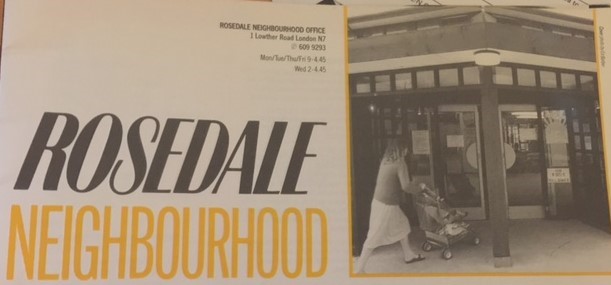 ROSEDALE NEIGHBOURHOOD OFFICE
1 Lowther Road London N7
✆ 609 9293
Mon/Tue/Thu/Fri 9-4.45
Wed 2-4.45
ROSEDALE
NEIGHBOURHOOD